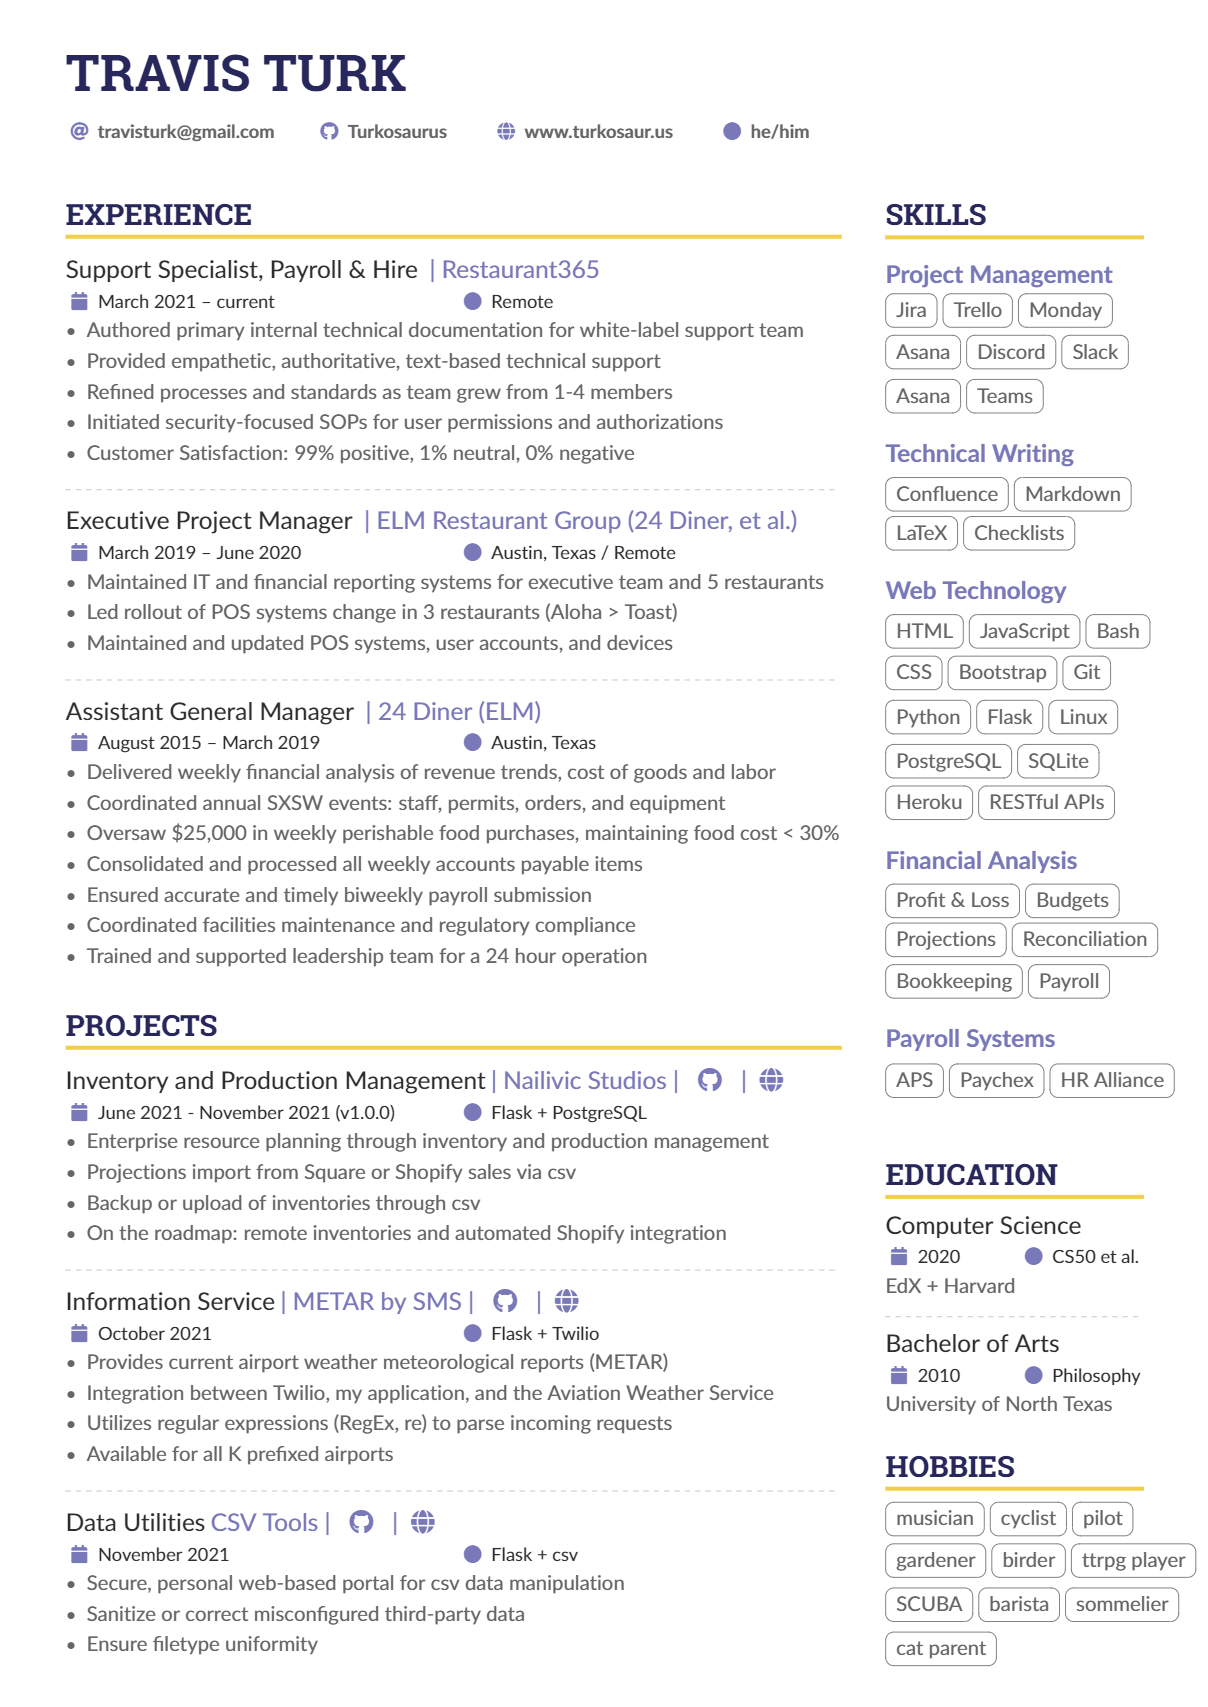 TRAVIS TURK
travisturk@gmail.com Turkosaurus www.turkosaur.us he/him
EXPERIENCE
Support Specialist, Payroll & Hire | Restaurant365
March 2021 – current Remote
• Authored primary internal technical documentation for white-label support team
• Provided empathetic, authoritative, text-based technical support
• Refined processes and standards as team grew from 1-4 members
• Initiated security-focused SOPs for user permissions and authorizations
• Customer Satisfaction: 99% positive, 1% neutral, 0% negative
Executive Project Manager | ELM Restaurant Group (24 Diner, et al.)
March 2019 – June 2020 Austin, Texas / Remote
• Maintained IT and financial reporting systems for executive team and 5 restaurants
• Led rollout of POS systems change in 3 restaurants (Aloha > Toast)
• Maintained and updated POS systems, user accounts, and devices
Assistant General Manager | 24 Diner (ELM)
August 2015 – March 2019 Austin, Texas
• Delivered weekly financial analysis of revenue trends, cost of goods and labor
• Coordinated annual SXSW events: staff, permits, orders, and equipment
• Oversaw $25,000 in weekly perishable food purchases, maintaining food cost < 30%
• Consolidated and processed all weekly accounts payable items
• Ensured accurate and timely biweekly payroll submission
• Coordinated facilities maintenance and regulatory compliance
• Trained and supported leadership team for a 24 hour operation
PROJECTS
Inventory and Production Management | Nailivic Studios | |
June 2021 - November 2021 (v1.0.0) Flask + PostgreSQL
• Enterprise resource planning through inventory and production management
• Projections import from Square or Shopify sales via csv
• Backup or upload of inventories through csv
• On the roadmap: remote inventories and automated Shopify integration
Information Service | METAR by SMS | |
October 2021 Flask + Twilio
• Provides current airport weather meteorological reports (METAR)
• Integration between Twilio, my application, and the Aviation Weather Service
• Utilizes regular expressions (RegEx, re) to parse incoming requests
• Available for all K prefixed airports
Data Utilities CSV Tools | |
November 2021 Flask + csv
• Secure, personal web-based portal for csv data manipulation
• Sanitize or correct misconfigured third-party data
• Ensure filetype uniformity
SKILLS
Project Management
Jira Trello Monday
Asana Discord Slack
Asana Teams
Technical Writing
Confluence Markdown
LaTeX Checklists
Web Technology
HTML JavaScript Bash
CSS Bootstrap Git
Python Flask Linux
PostgreSQL SQLite
Heroku RESTful APIs
Financial Analysis
Profit & Loss Budgets
Projections Reconciliation
Bookkeeping Payroll
Payroll Systems
APS Paychex HR Alliance
EDUCATION
Computer Science
2020 CS50 et al.
EdX + Harvard
Bachelor of Arts
2010 Philosophy
University of North Texas
HOBBIES
musician cyclist pilot
gardener birder ttrpg player
SCUBA barista sommelier
cat parent